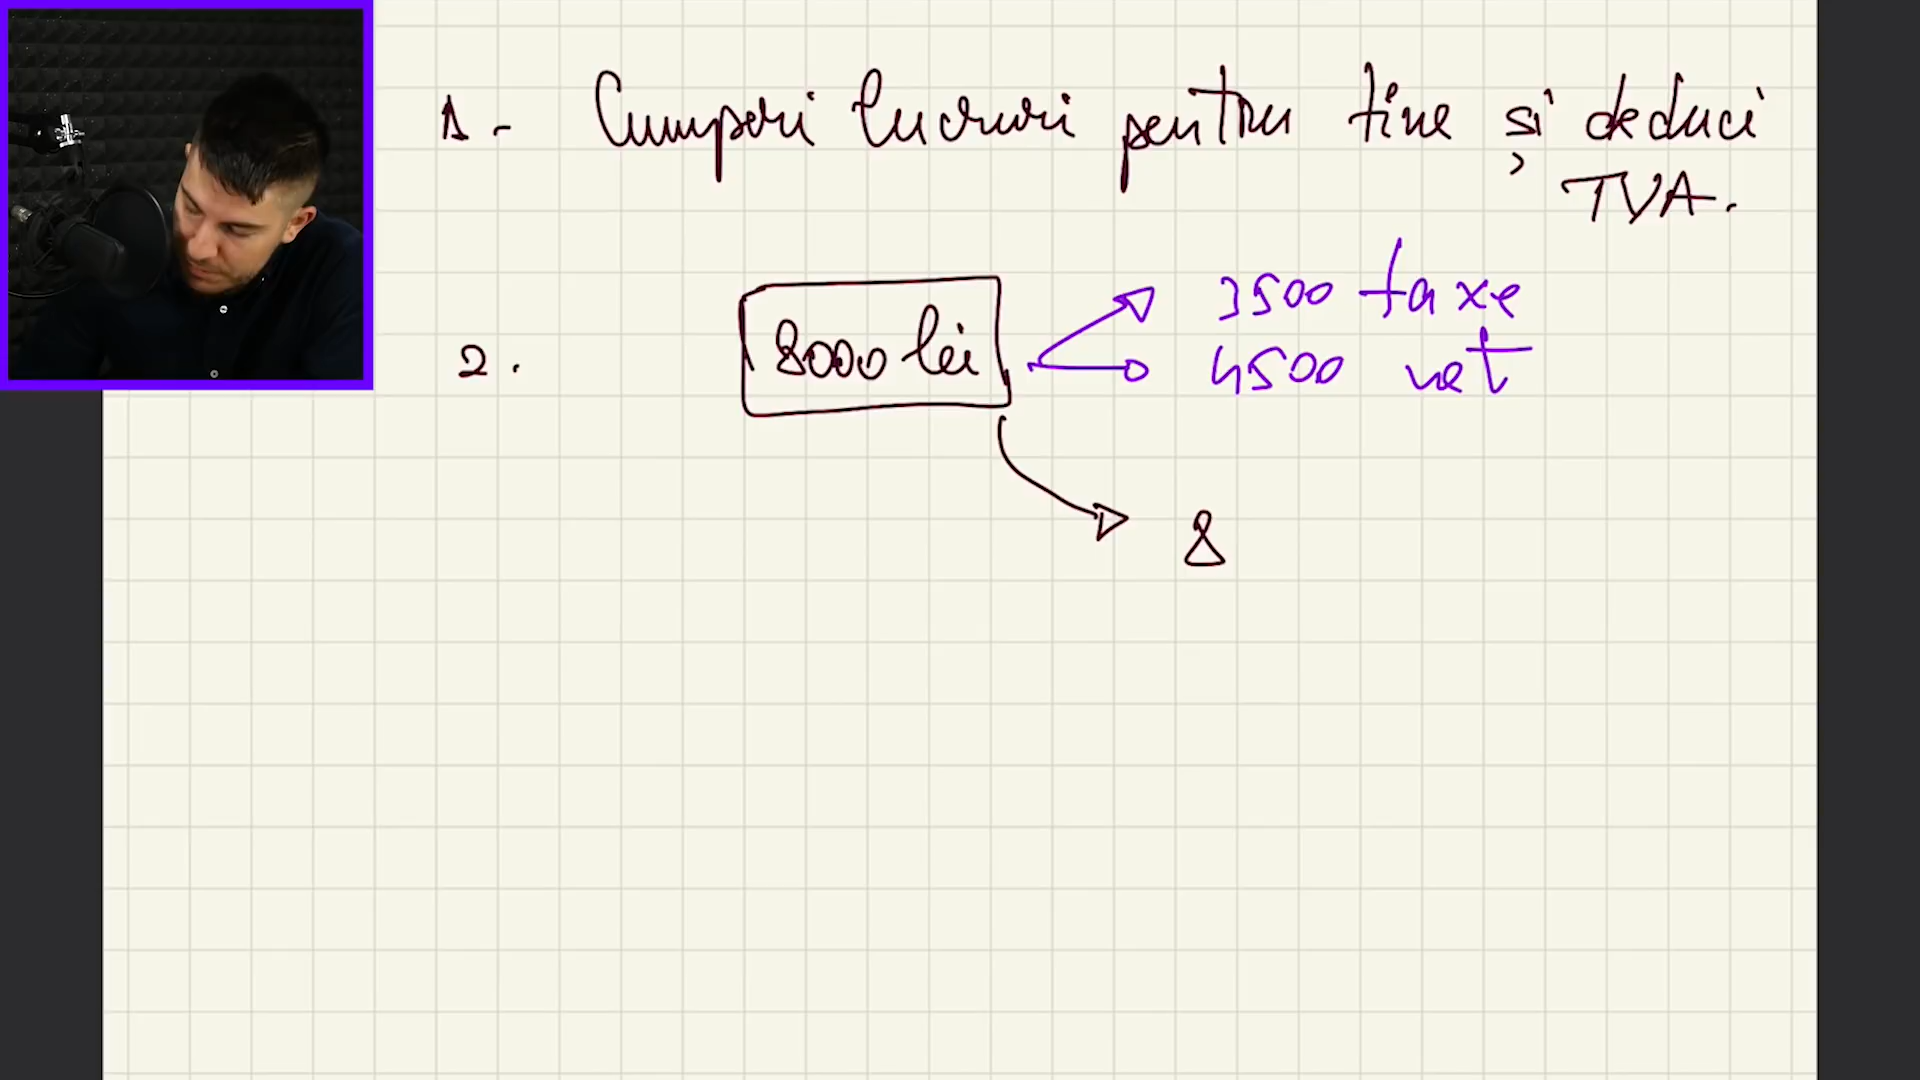 1. Cumperi lucruri pentru tine și deduci
TVA.
3500 taxe
2. 8000 lei
4500 net
8